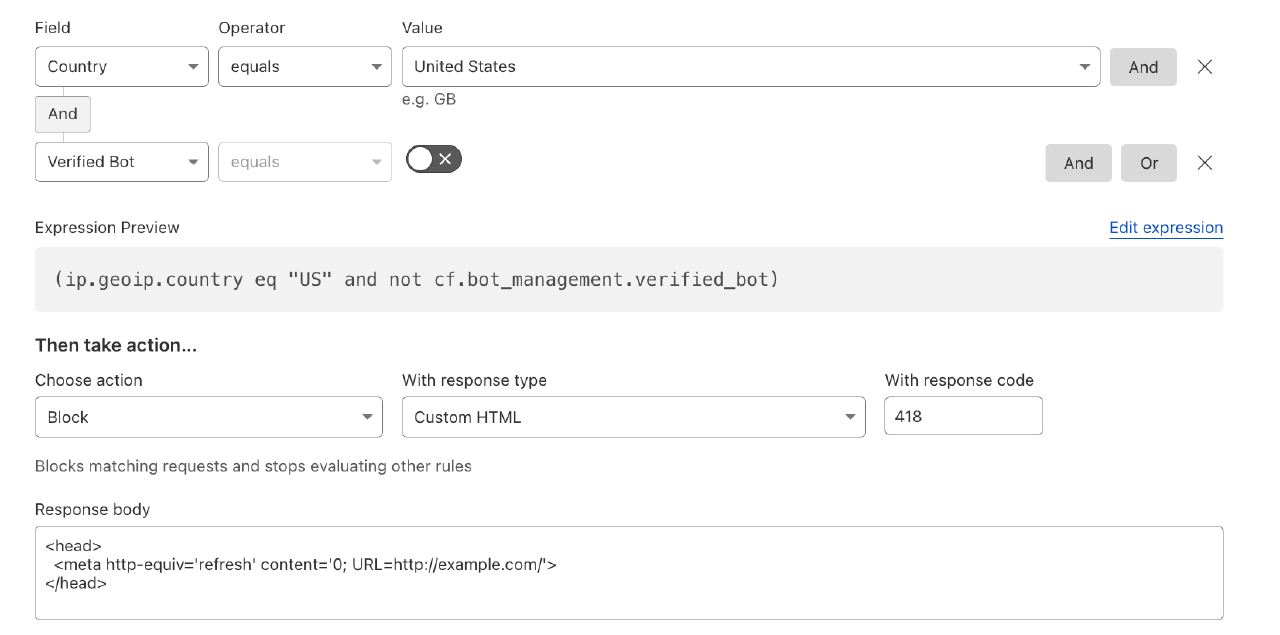 Field Operator Value
Country equals United States And
e.g. GB
And
Verified Bot equals And Or
Expression Preview Edit expression
(ip.geoip.country eq "US" and not cf.bot_management.verified_bot)
Then take action...
Choose action With response type With response code
Block Custom HTML 418
Blocks matching requests and stops evaluating other rules
Response body
<head>
  <meta http-equiv='refresh' content='0; URL=http://example.com/'>
</head>